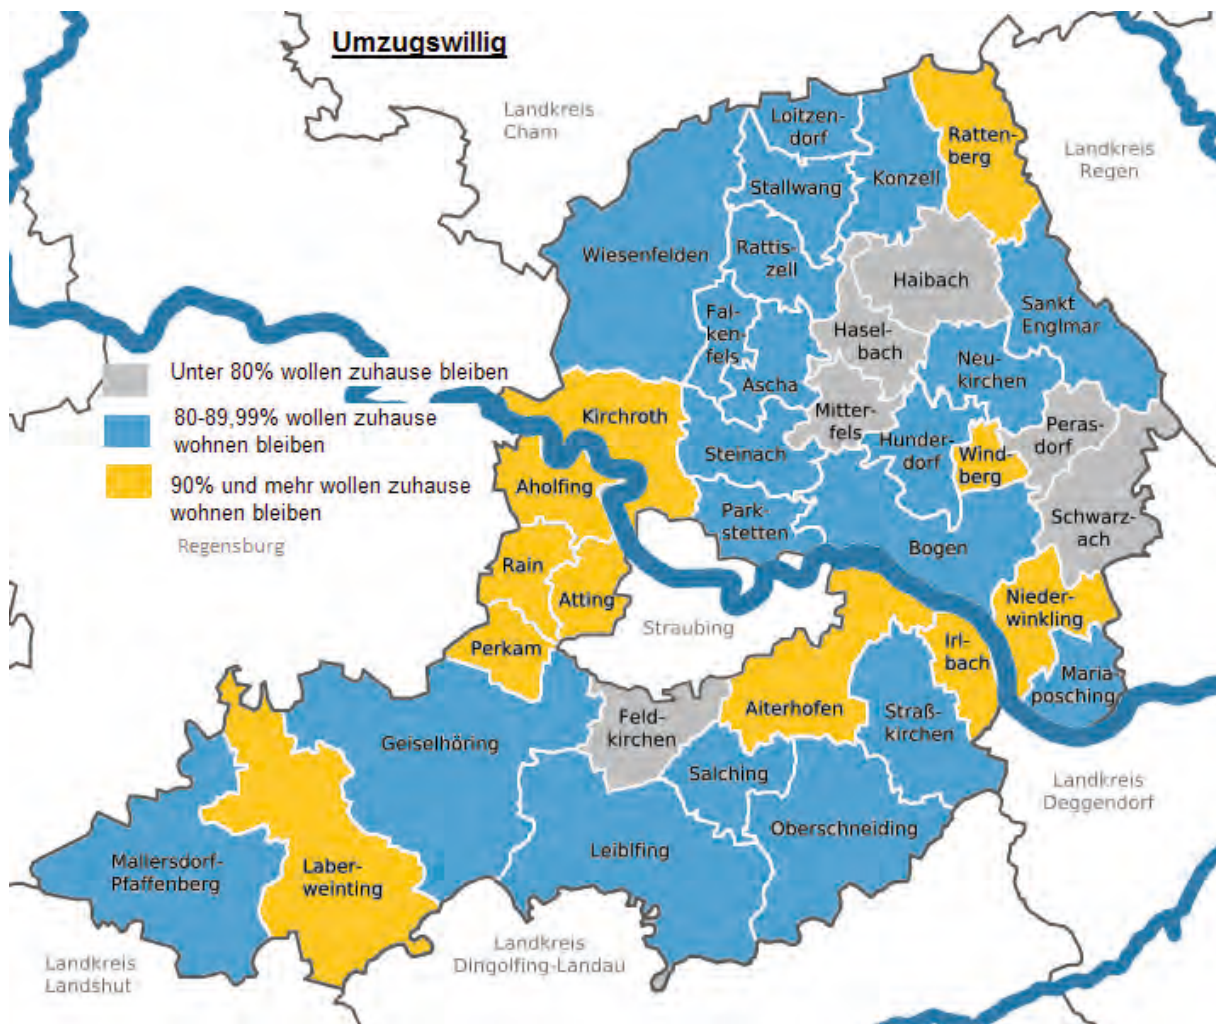 Umzugswillig
Landkreis
Cham
Loitzen-
dorf
Ratten-
berg
Landkreis
Regen
Stallwang
Konzell
Wiesenfelden
Rattis-
zell
Haibach
Sankt
Englmar
Fal-
ken-
fels
Hasel-
bach
Neu-
kirchen
Unter 80% wollen zuhause bleiben
Ascha
80-89,99% wollen zuhause
wohnen bleiben
Kirchroth
Mitter-
fels
Peras-
dorf
Steinach
Hunder-
dorf
Wind-
berg
90% und mehr wollen zuhause
wohnen bleiben
Aholfing
Park-
stetten
Schwarz-
ach
Regensburg
Bogen
Rain
Atting
Nieder-
winkling
Straubing
Perkam
Irl-
bach
Maria-
posching
Aiterhofen
Feld-
kirchen
Straß-
kirchen
Geiselhöring
Salching
Landkreis
Deggendorf
Oberschneiding
Leiblfing
Mallersdorf-
Pfaffenberg
Laber-
weinting
Landkreis
Dingolfing-Landau
Landkreis
Landshut